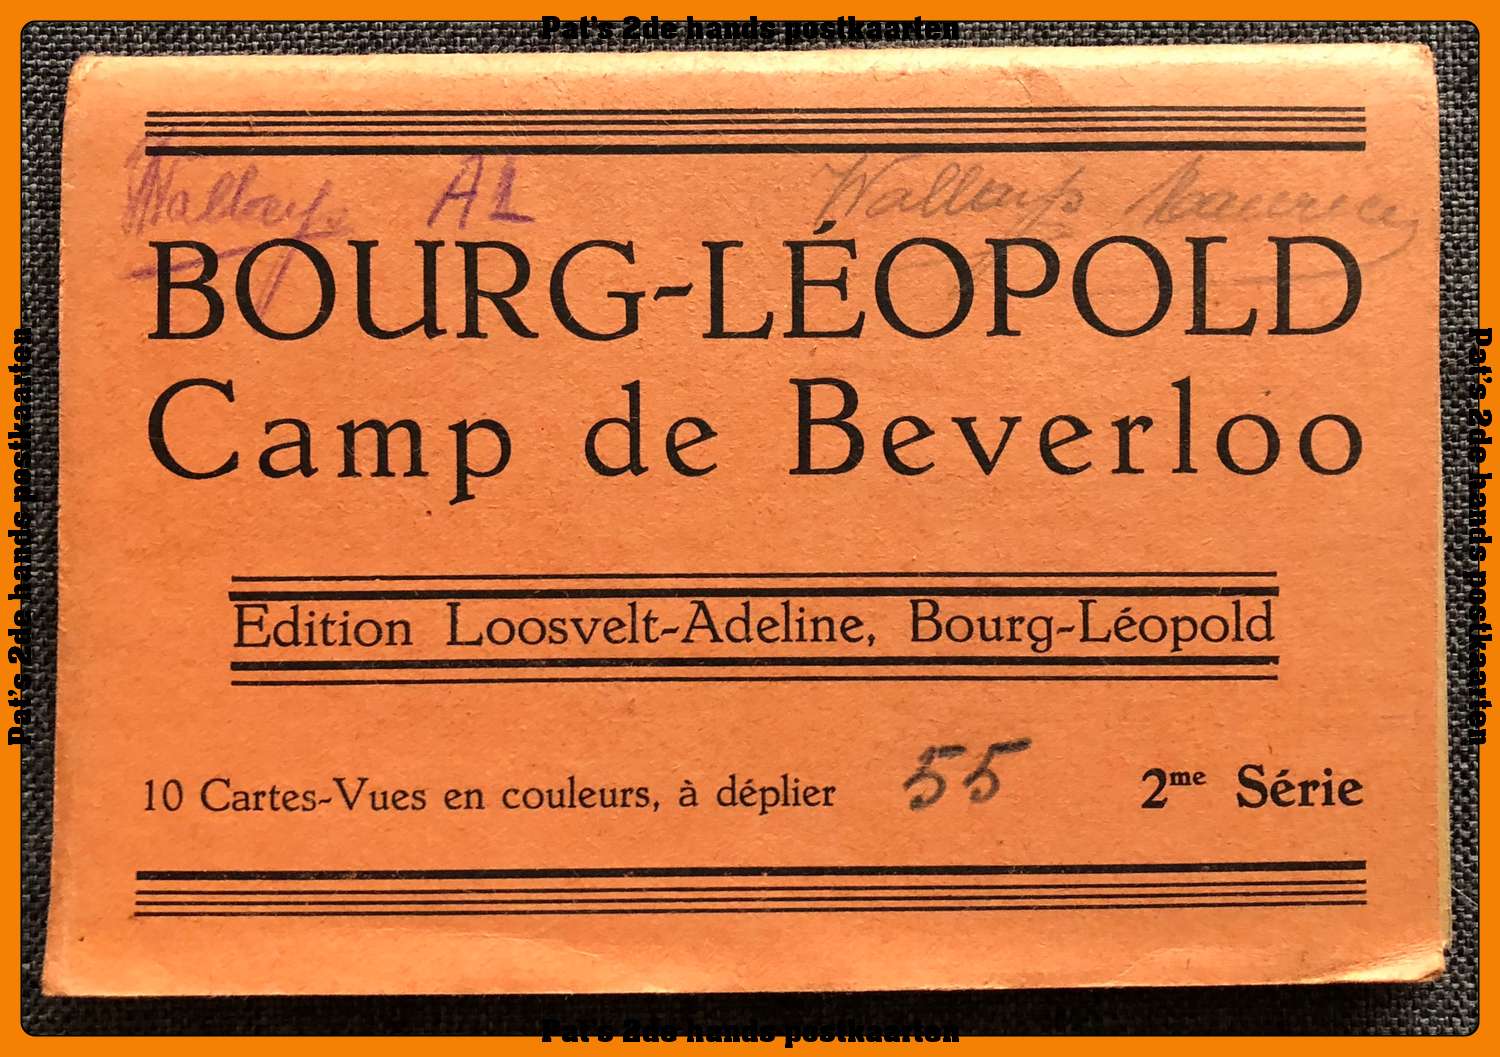 Pat's 2de hands postkaarten
AL
BOURG-LÉOPOLD
Camp de Beverloo
Edition Loosvelt-Adeline, Bourg-Léopold
10 Cartes-Vues en couleurs, à déplier
55
2me Série
Pat's 2de hands postkaarten
Pat's 2de hands postkaarten
Pat's 2de hands postkaarten